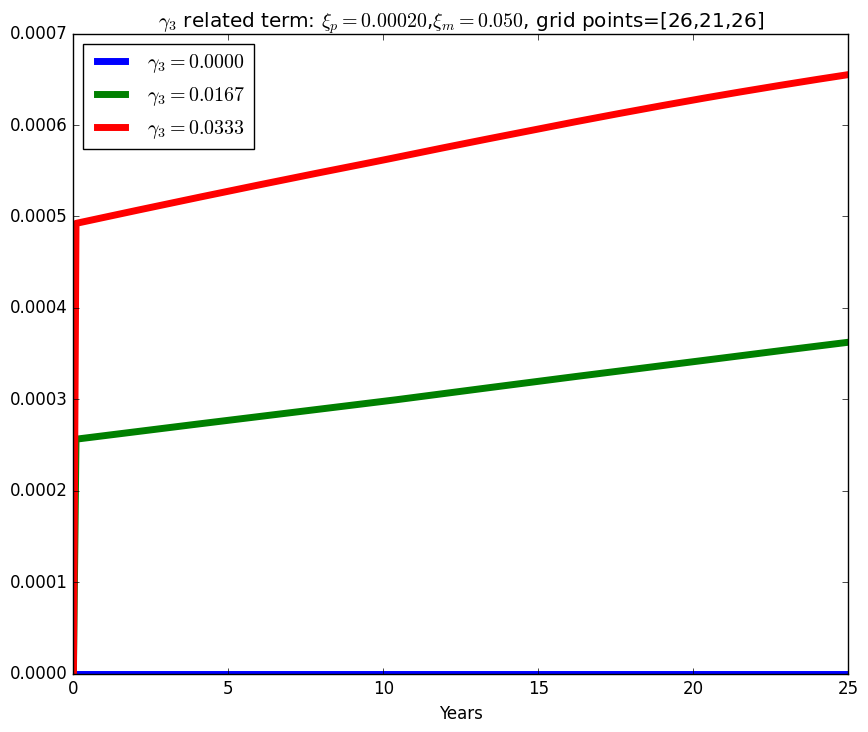 γ₃ related term: ξₚ = 0.00020,ξₘ = 0.050, grid points=[26,21,26]
γ₃ = 0.0000
γ₃ = 0.0167
γ₃ = 0.0333
0.0007
0.0006
0.0005
0.0004
0.0003
0.0002
0.0001
0.0000
0 5 10 15 20 25
Years